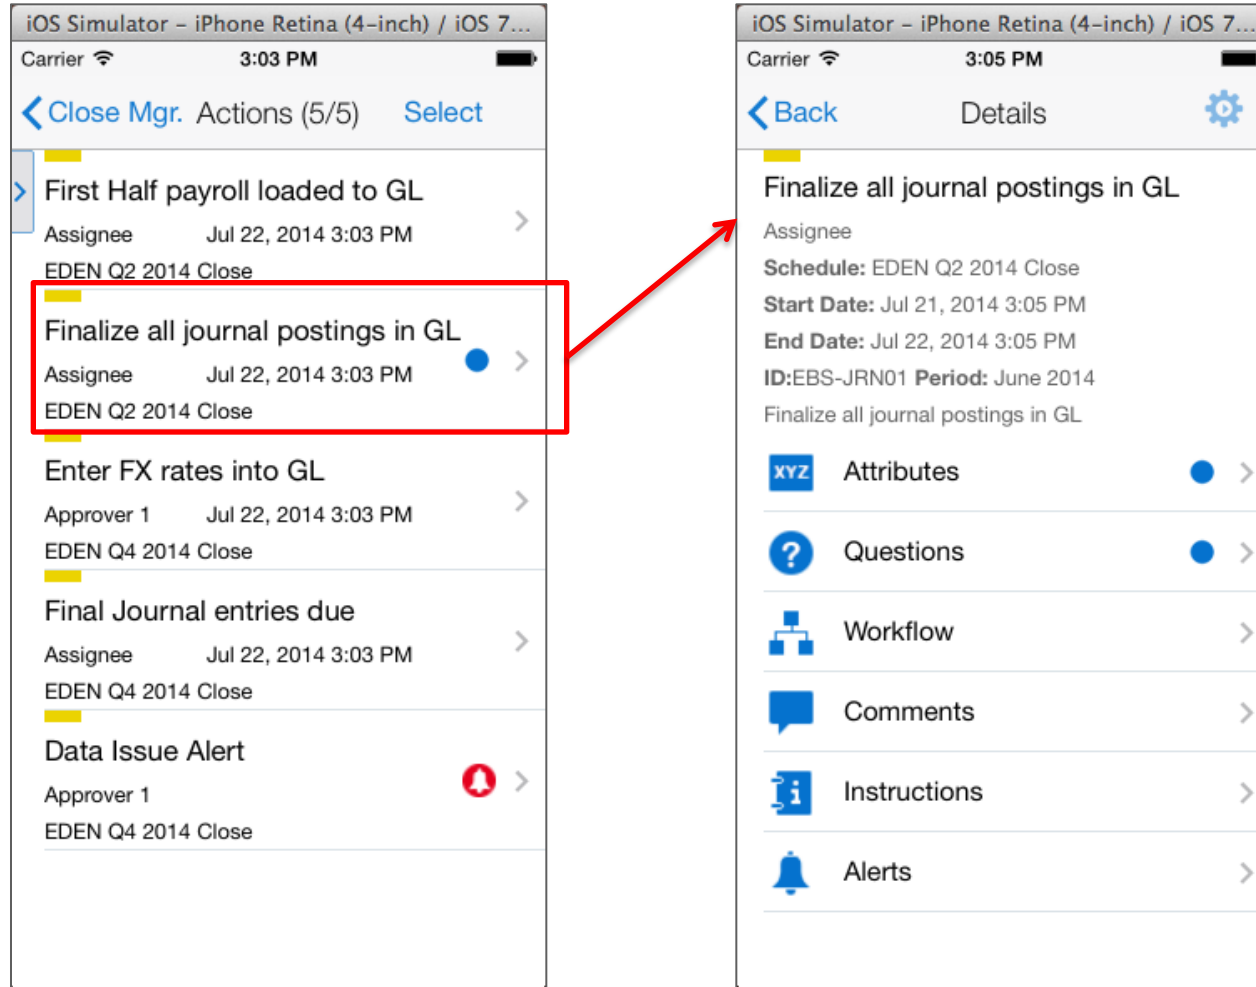 iOS Simulator – iPhone Retina (4-inch) / iOS 7...
Carrier 3:03 PM
Close Mgr. Actions (5/5) Select
First Half payroll loaded to GL
Assignee Jul 22, 2014 3:03 PM
EDEN Q2 2014 Close
Finalize all journal postings in GL
Assignee Jul 22, 2014 3:03 PM
EDEN Q2 2014 Close
Enter FX rates into GL
Approver 1 Jul 22, 2014 3:03 PM
EDEN Q4 2014 Close
Final Journal entries due
Assignee Jul 22, 2014 3:03 PM
EDEN Q4 2014 Close
Data Issue Alert
Approver 1
EDEN Q4 2014 Close
iOS Simulator – iPhone Retina (4-inch) / iOS 7...
Carrier 3:05 PM
Back Details
Finalize all journal postings in GL
Assignee
Schedule: EDEN Q2 2014 Close
Start Date: Jul 21, 2014 3:05 PM
End Date: Jul 22, 2014 3:05 PM
ID:EBS-JRN01 Period: June 2014
Finalize all journal postings in GL
XYZ Attributes
? Questions
Workflow
Comments
i Instructions
Alerts